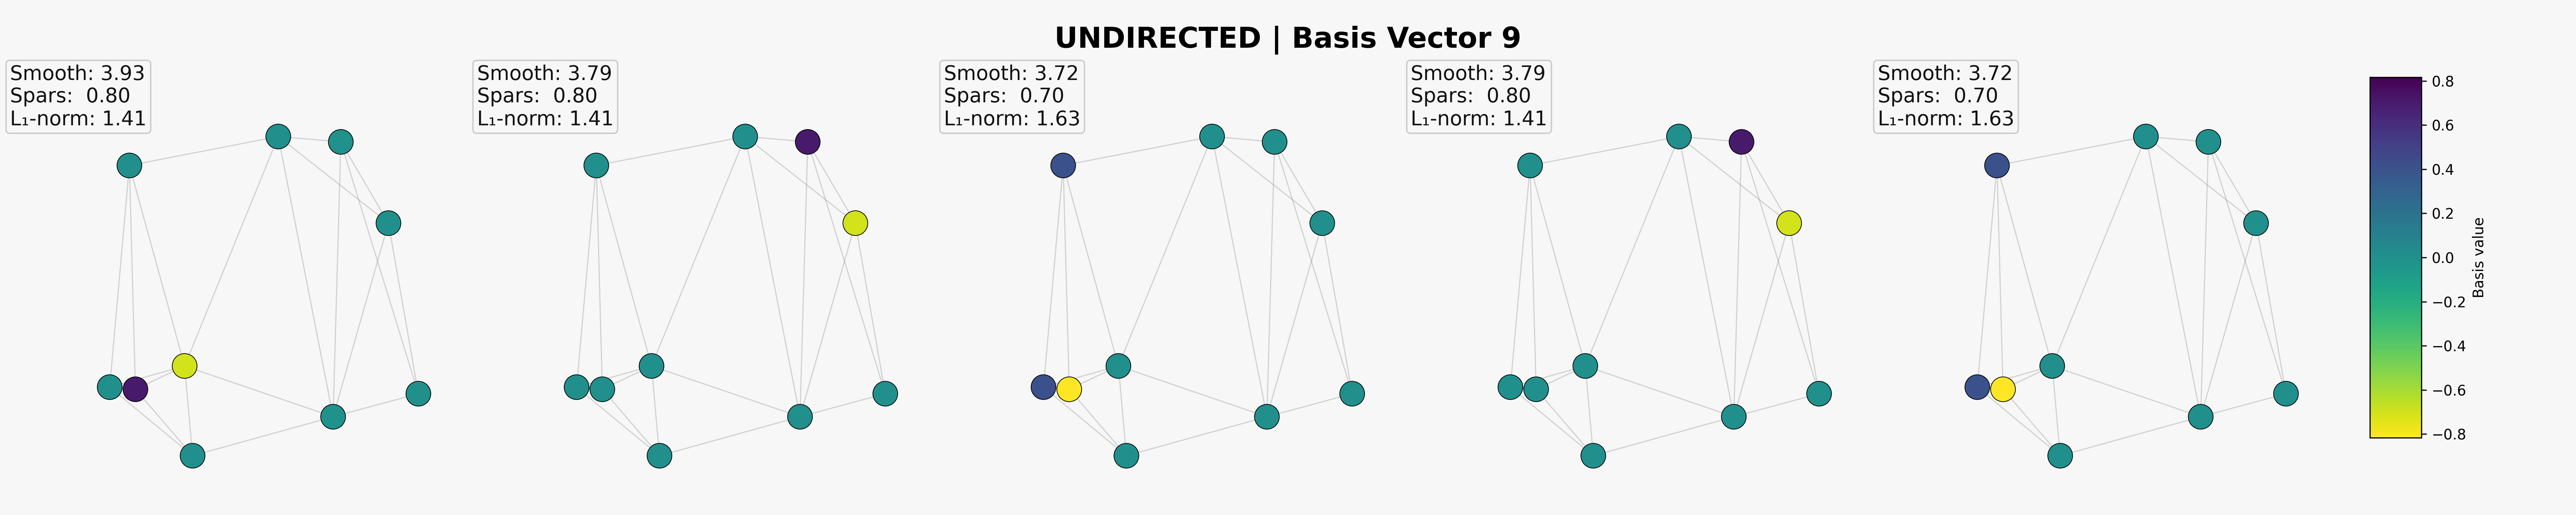 UNDIRECTED | Basis Vector 9
Smooth: 3.93
Spars:  0.80
L₁-norm: 1.41
Smooth: 3.79
Spars:  0.80
L₁-norm: 1.41
Smooth: 3.72
Spars:  0.70
L₁-norm: 1.63
Smooth: 3.79
Spars:  0.80
L₁-norm: 1.41
Smooth: 3.72
Spars:  0.70
L₁-norm: 1.63
0.8
0.6
0.4
0.2
0.0
−0.2
−0.4
−0.6
−0.8
Basis value